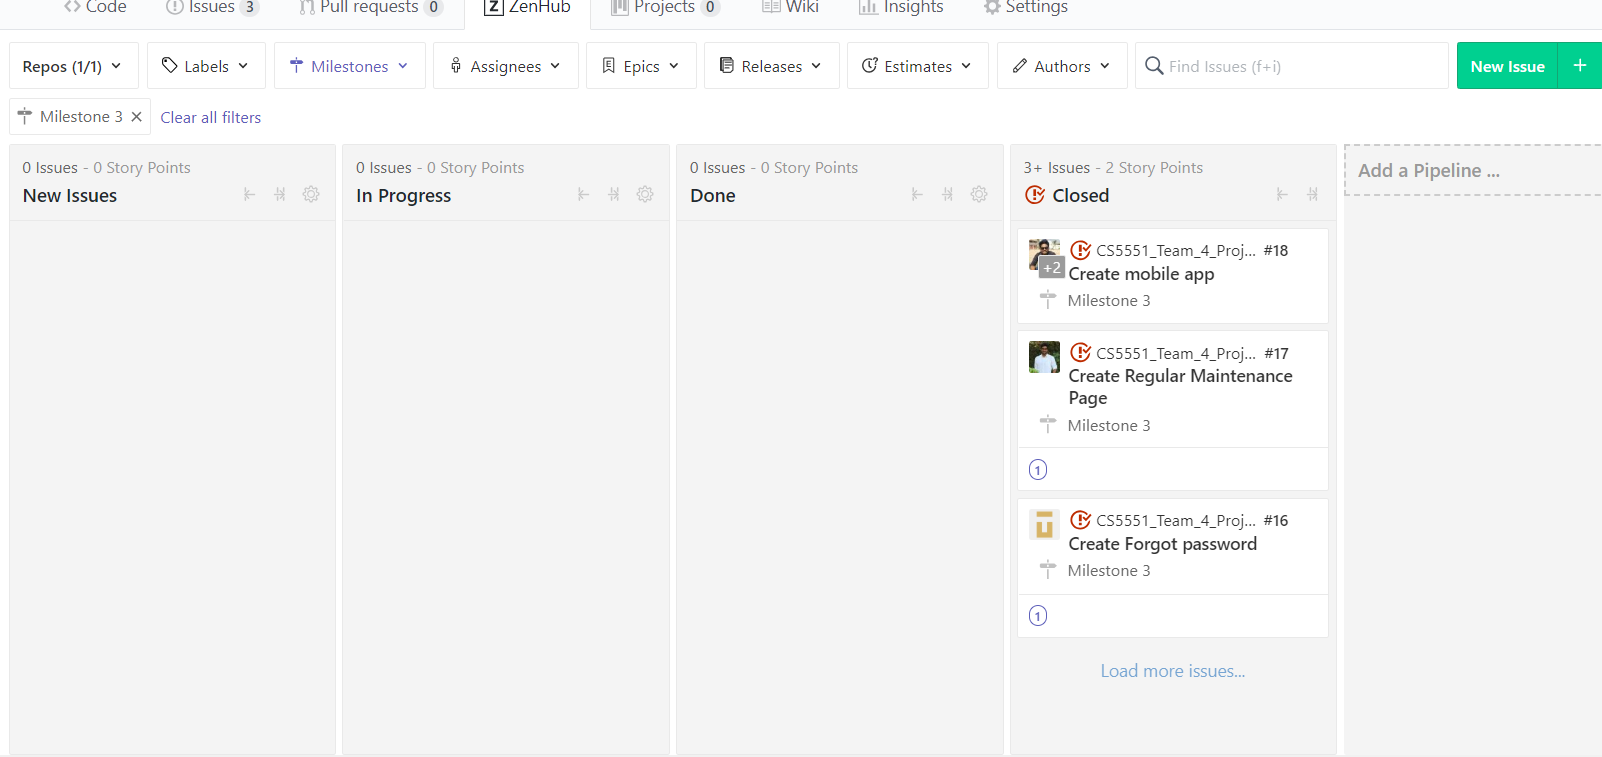 Code Issues 3 Pull requests 0 ZenHub Projects 0 Wiki Insights Settings
Repos (1/1) Labels Milestones Assignees Epics Releases Estimates Authors Find Issues (f+i) New Issue +
Milestone 3 × Clear all filters
0 Issues - 0 Story Points
New Issues
0 Issues - 0 Story Points
In Progress
0 Issues - 0 Story Points
Done
3+ Issues - 2 Story Points
Closed
+2
CS5551_Team_4_Proj... #18
Create mobile app
Milestone 3
CS5551_Team_4_Proj... #17
Create Regular Maintenance
Page
Milestone 3
1
CS5551_Team_4_Proj... #16
Create Forgot password
Milestone 3
1
Load more issues...
Add a Pipeline ...